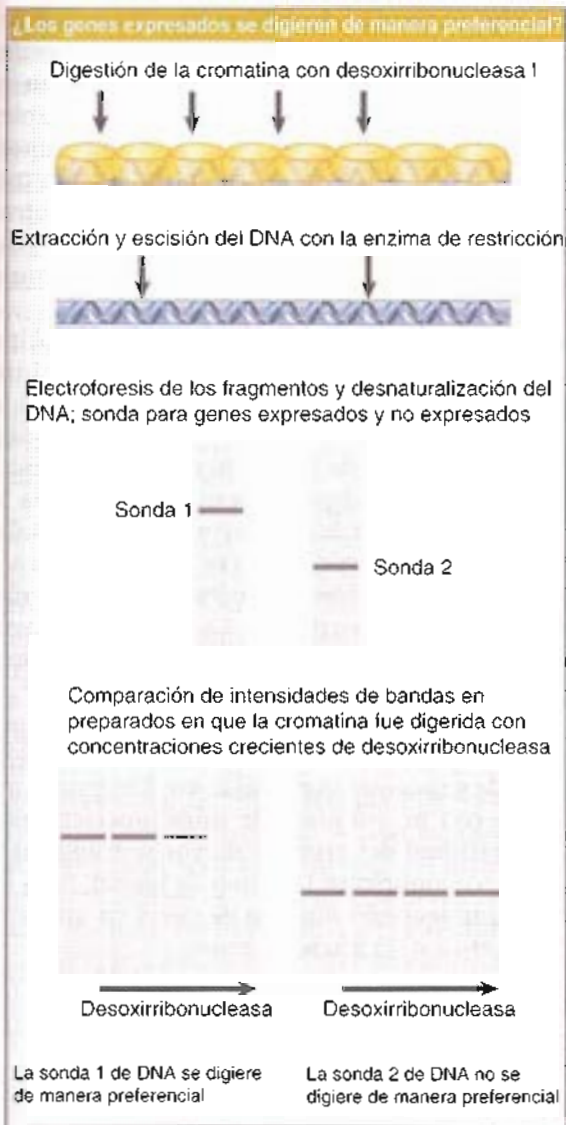 ¿Los genes expresados se digieren de manera preferencial?
Digestión de la cromatina con desoxirribonucleasa I
Extracción y escisión del DNA con la enzima de restricción
Electroforesis de los fragmentos y desnaturalización del
DNA; sonda para genes expresados y no expresados
Sonda 1
Sonda 2
Comparación de intensidades de bandas en
preparados en que la cromatina fue digerida con
concentraciones crecientes de desoxirribonucleasa
Desoxirribonucleasa
Desoxirribonucleasa
La sonda 1 de DNA se digiere
de manera preferencial
La sonda 2 de DNA no se
digiere de manera preferencial